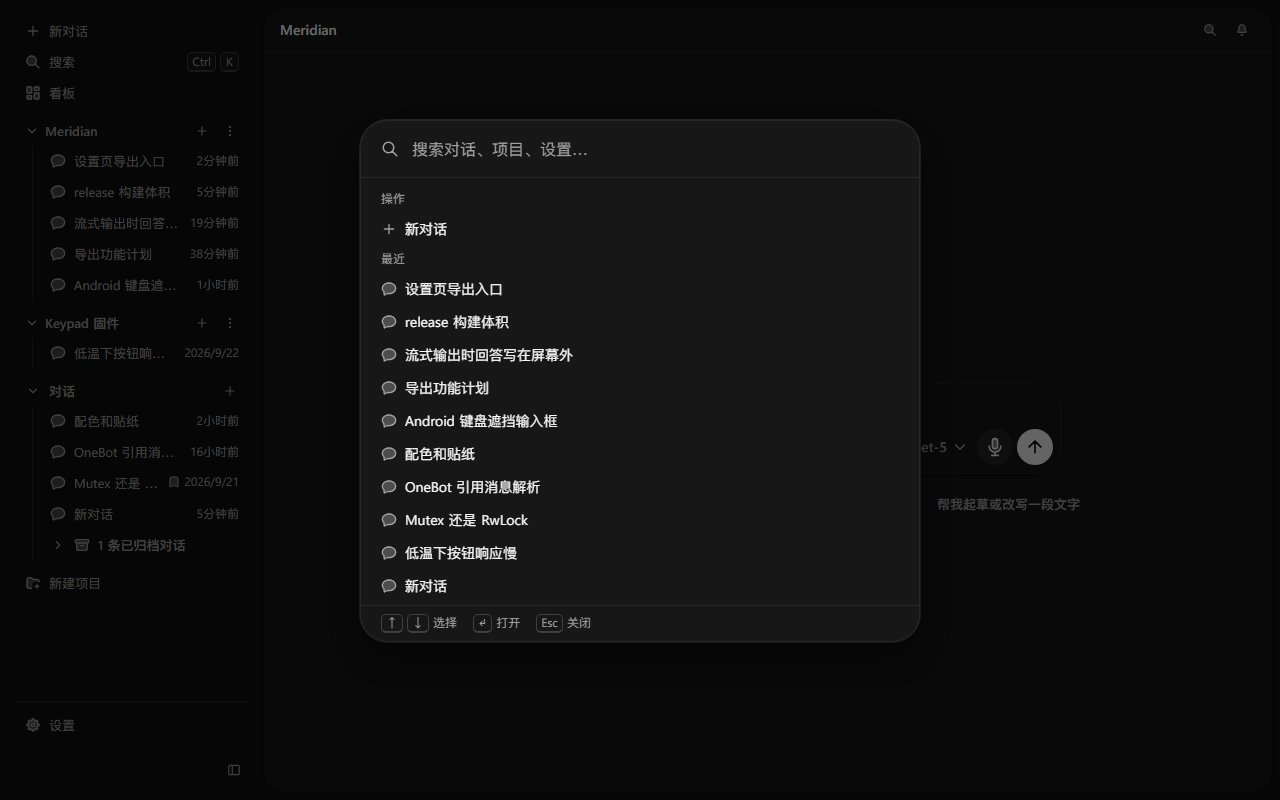 新对话
搜索 Ctrl K
看板
Meridian
设置页导出入口 2分钟前
release 构建体积 5分钟前
流式输出时回答… 19分钟前
导出功能计划 38分钟前
Android 键盘遮… 1小时前
Keypad 固件
低温下按钮响… 2026/9/22
对话
配色和贴纸 2小时前
OneBot 引用消… 16小时前
Mutex 还是 … 2026/9/21
新对话 5分钟前
1 条已归档对话
新建项目
设置
Meridian
搜索对话、项目、设置…
操作
新对话
最近
设置页导出入口
release 构建体积
流式输出时回答写在屏幕外
导出功能计划
Android 键盘遮挡输入框
配色和贴纸
OneBot 引用消息解析
Mutex 还是 RwLock
低温下按钮响应慢
新对话
↑ ↓ 选择 ↵ 打开 Esc 关闭
et-5
帮我起草或改写一段文字